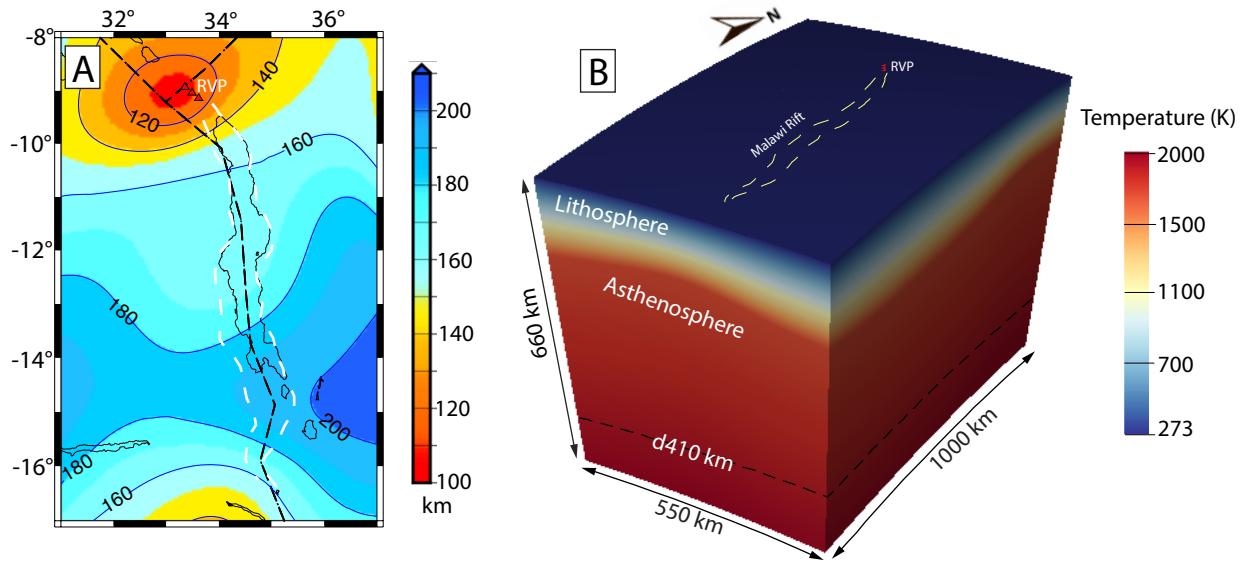 32°
34°
36°
-8°
-10°
-12°
-14°
-16°
A
RVP
120
140
160
180
200
180
160
200
180
160
140
120
100
km
B
N
RVP
Malawi Rift
Lithosphere
Asthenosphere
d410 km
660 km
550 km
1000 km
Temperature (K)
2000
1500
1100
700
273